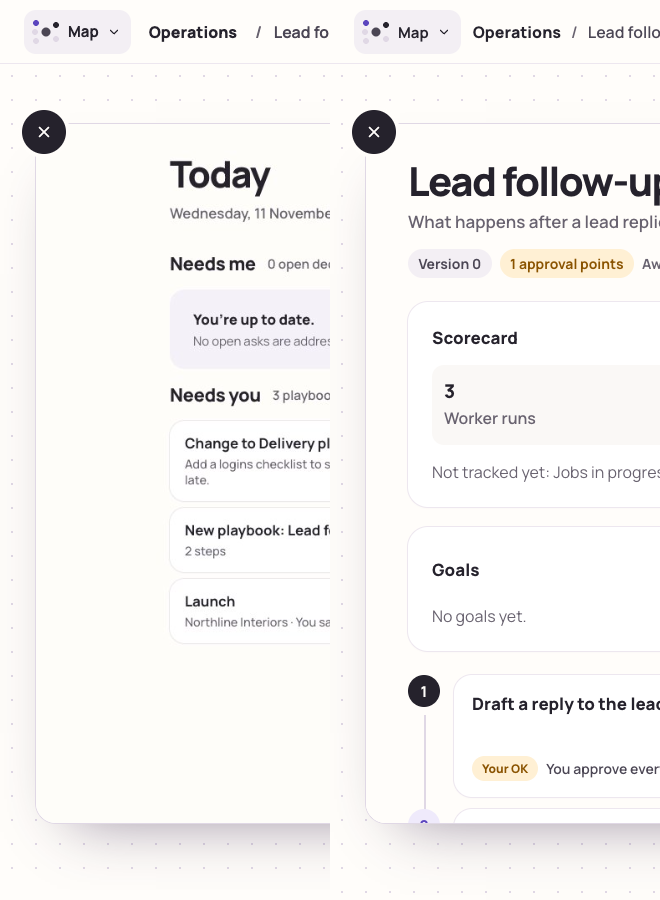 Map
Operations / Lead fo
Today
Wednesday, 11 Novembe
Needs me 0 open dec
You're up to date.
No open asks are addres
Needs you 3 playboo
Change to Delivery pl
Add a logins checklist to s
late.
New playbook: Lead fo
2 steps
Launch
Northline Interiors · You sa
Map
Operations / Lead follo
Lead follow-up
What happens after a lead replie
Version 0 1 approval points Aw
Scorecard
3
Worker runs
Not tracked yet: Jobs in progres
Goals
No goals yet.
1
Draft a reply to the lead
Your OK You approve ever